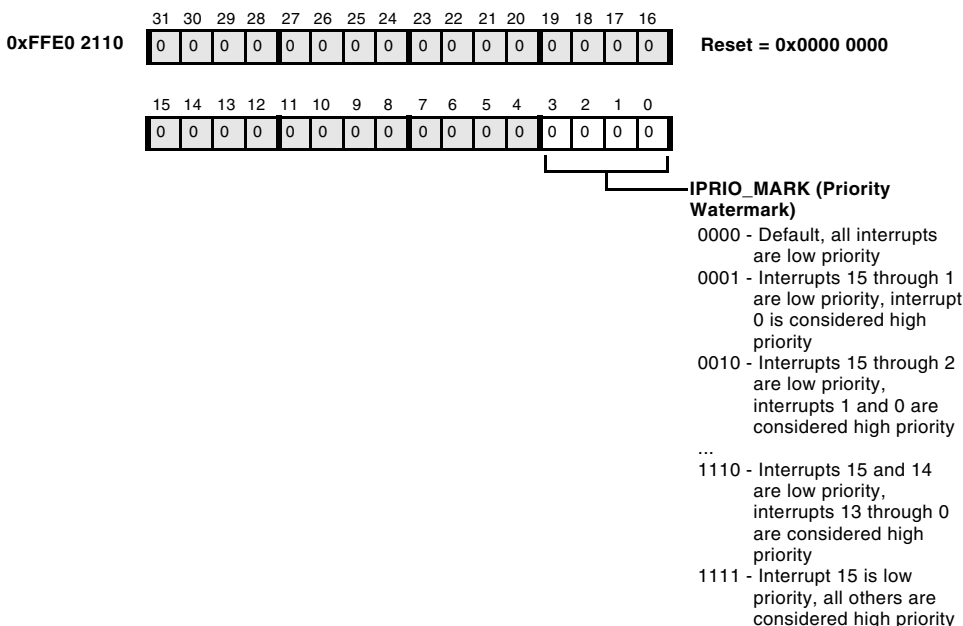 31 30 29 28 27 26 25 24 23 22 21 20 19 18 17 16
0xFFE0 2110 0 0 0 0 0 0 0 0 0 0 0 0 0 0 0 0 Reset = 0x0000 0000
15 14 13 12 11 10 9 8 7 6 5 4 3 2 1 0
0 0 0 0 0 0 0 0 0 0 0 0 0 0 0 0
IPRIO_MARK (Priority
Watermark)
0000 - Default, all interrupts
are low priority
0001 - Interrupts 15 through 1
are low priority, interrupt
0 is considered high
priority
0010 - Interrupts 15 through 2
are low priority,
interrupts 1 and 0 are
considered high priority
...
1110 - Interrupts 15 and 14
are low priority,
interrupts 13 through 0
are considered high
priority
1111 - Interrupt 15 is low
priority, all others are
considered high priority